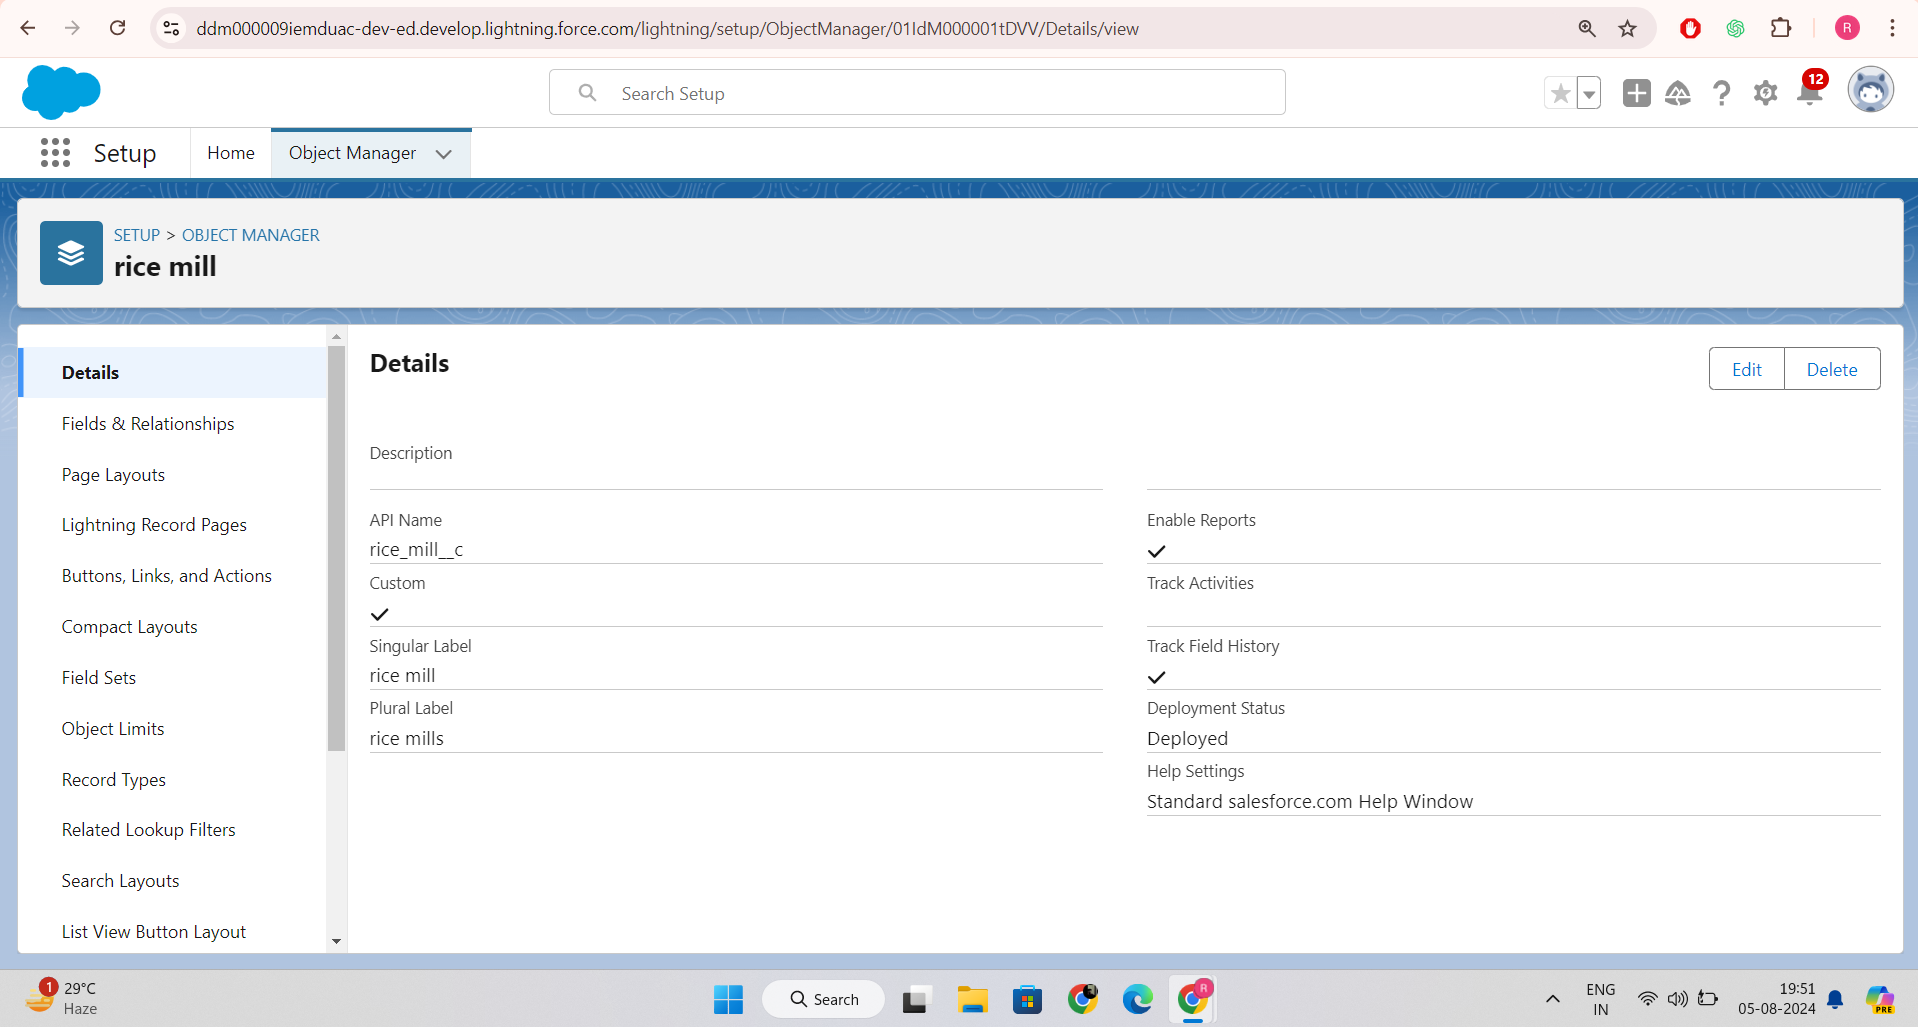 ddm000009iemduac-dev-ed.develop.lightning.force.com/lightning/setup/ObjectManager/01IdM000001tDVV/Details/view
R
Search Setup
12
Setup
Home
Object Manager
SETUP > OBJECT MANAGER
rice mill
Details
Fields & Relationships
Page Layouts
Lightning Record Pages
Buttons, Links, and Actions
Compact Layouts
Field Sets
Object Limits
Record Types
Related Lookup Filters
Search Layouts
List View Button Layout
Details
Edit
Delete
Description
API Name
rice_mill__c
Custom
Singular Label
rice mill
Plural Label
rice mills
Enable Reports
Track Activities
Track Field History
Deployment Status
Deployed
Help Settings
Standard salesforce.com Help Window
1
29°C
Haze
Search
R
ENG
IN
19:51
05-08-2024
PRE